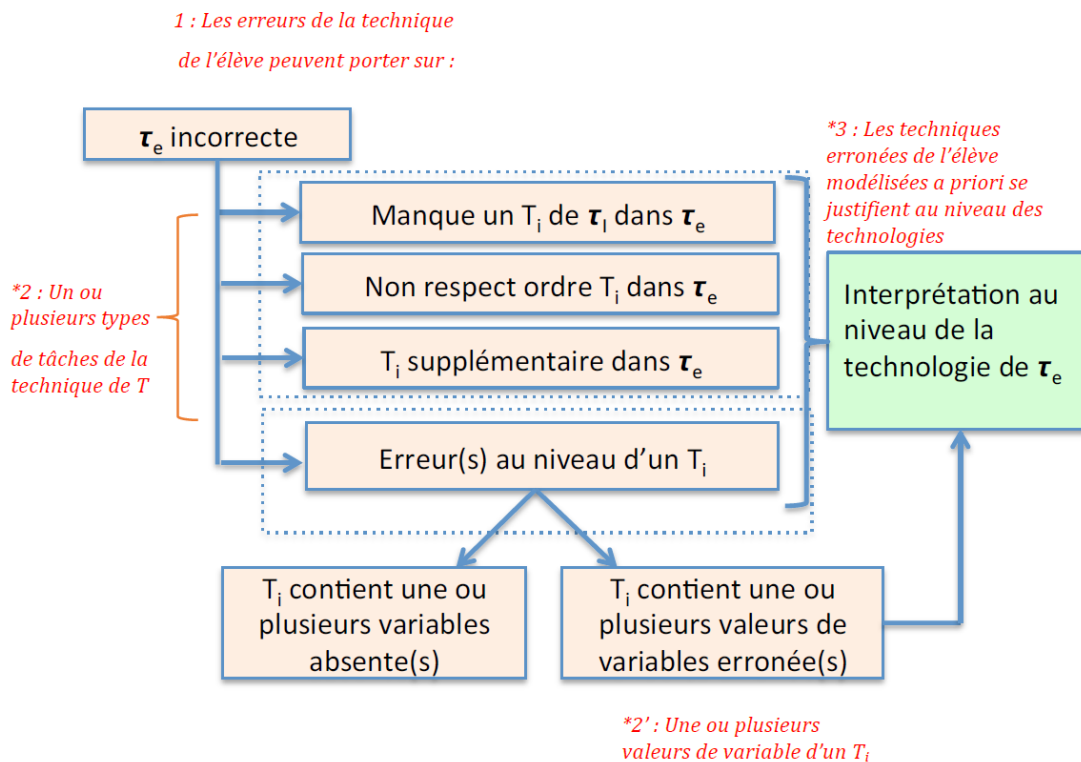 1 : Les erreurs de la technique
de l'élève peuvent porter sur :
τe incorrecte
*3 : Les techniques
erronées de l'élève
modélisées a priori se
justifient au niveau des
technologies
Manque un Ti de τI dans τe
*2 : Un ou
plusieurs types
de tâches de la
technique de T
Non respect ordre Ti dans τe
Ti supplémentaire dans τe
Interprétation au
niveau de la
technologie de τe
Erreur(s) au niveau d'un Ti
Ti contient une ou
plusieurs variables
absente(s)
Ti contient une ou
plusieurs valeurs de
variables erronée(s)
*2' : Une ou plusieurs
valeurs de variable d'un Ti